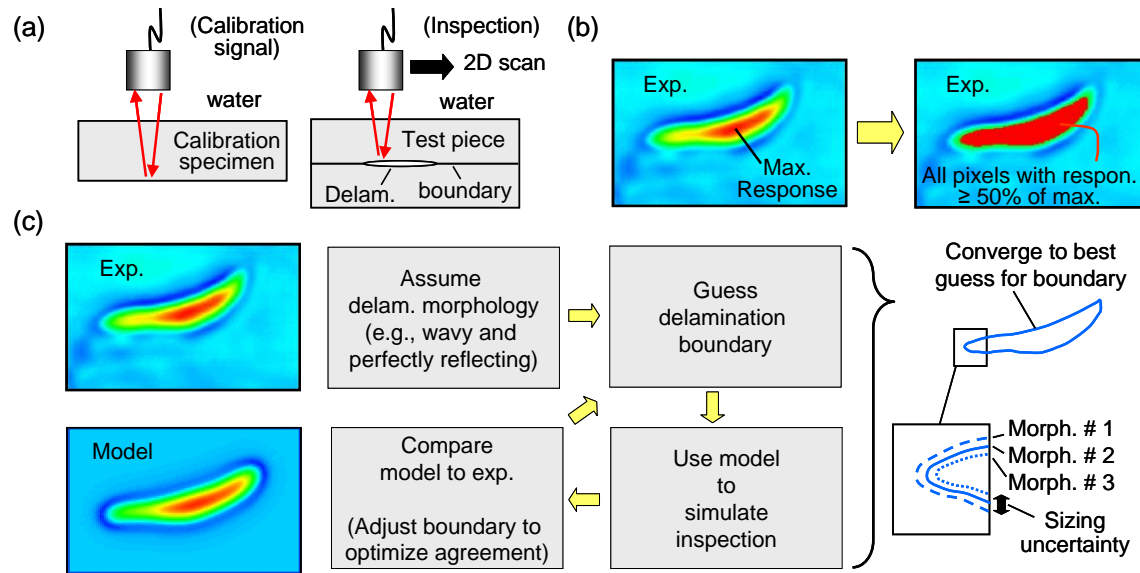 (a)
(Calibration
signal)
water
Calibration
specimen
(Inspection)
2D scan
water
Test piece
Delam.
boundary
(b)
Exp.
Max.
Response
Exp.
All pixels with respon.
≥ 50% of max.
(c)
Exp.
Assume
delam. morphology
(e.g., wavy and
perfectly reflecting)
Guess
delamination
boundary
Model
Compare
model to exp.
(Adjust boundary to
optimize agreement)
Use model
to
simulate
inspection
Converge to best
guess for boundary
Morph. # 1
Morph. # 2
Morph. # 3
Sizing
uncertainty